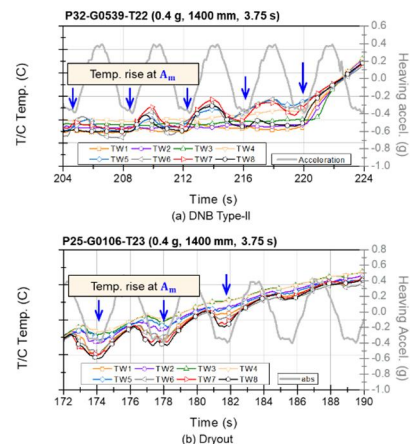 P32-G0539-T22 (0.4 g, 1400 mm, 3.75 s)
0.6
0.4
0.2
0.0
-0.2
-0.4
-0.6
-0.8
-1.0
Temp. rise at Am
T/C Temp. (C)
Heaving accel. (g)
TW1 TW2 TW3 TW4
TW5 TW6 TW7 TW8
Acceleration
204 208 212 216 220 224
Time (s)
(a) DNB Type-II
P25-G0106-T23 (0.4 g, 1400 mm, 3.75 s)
0.8
0.6
0.4
0.2
0.0
-0.2
-0.4
-0.6
-0.8
-1.0
Temp. rise at Am
T/C Temp. (C)
Heaving Accel. (g)
TW1 TW2 TW3 TW4
TW5 TW6 TW7 TW8
abs
172 174 176 178 180 182 184 186 188 190
Time (s)
(b) Dryout